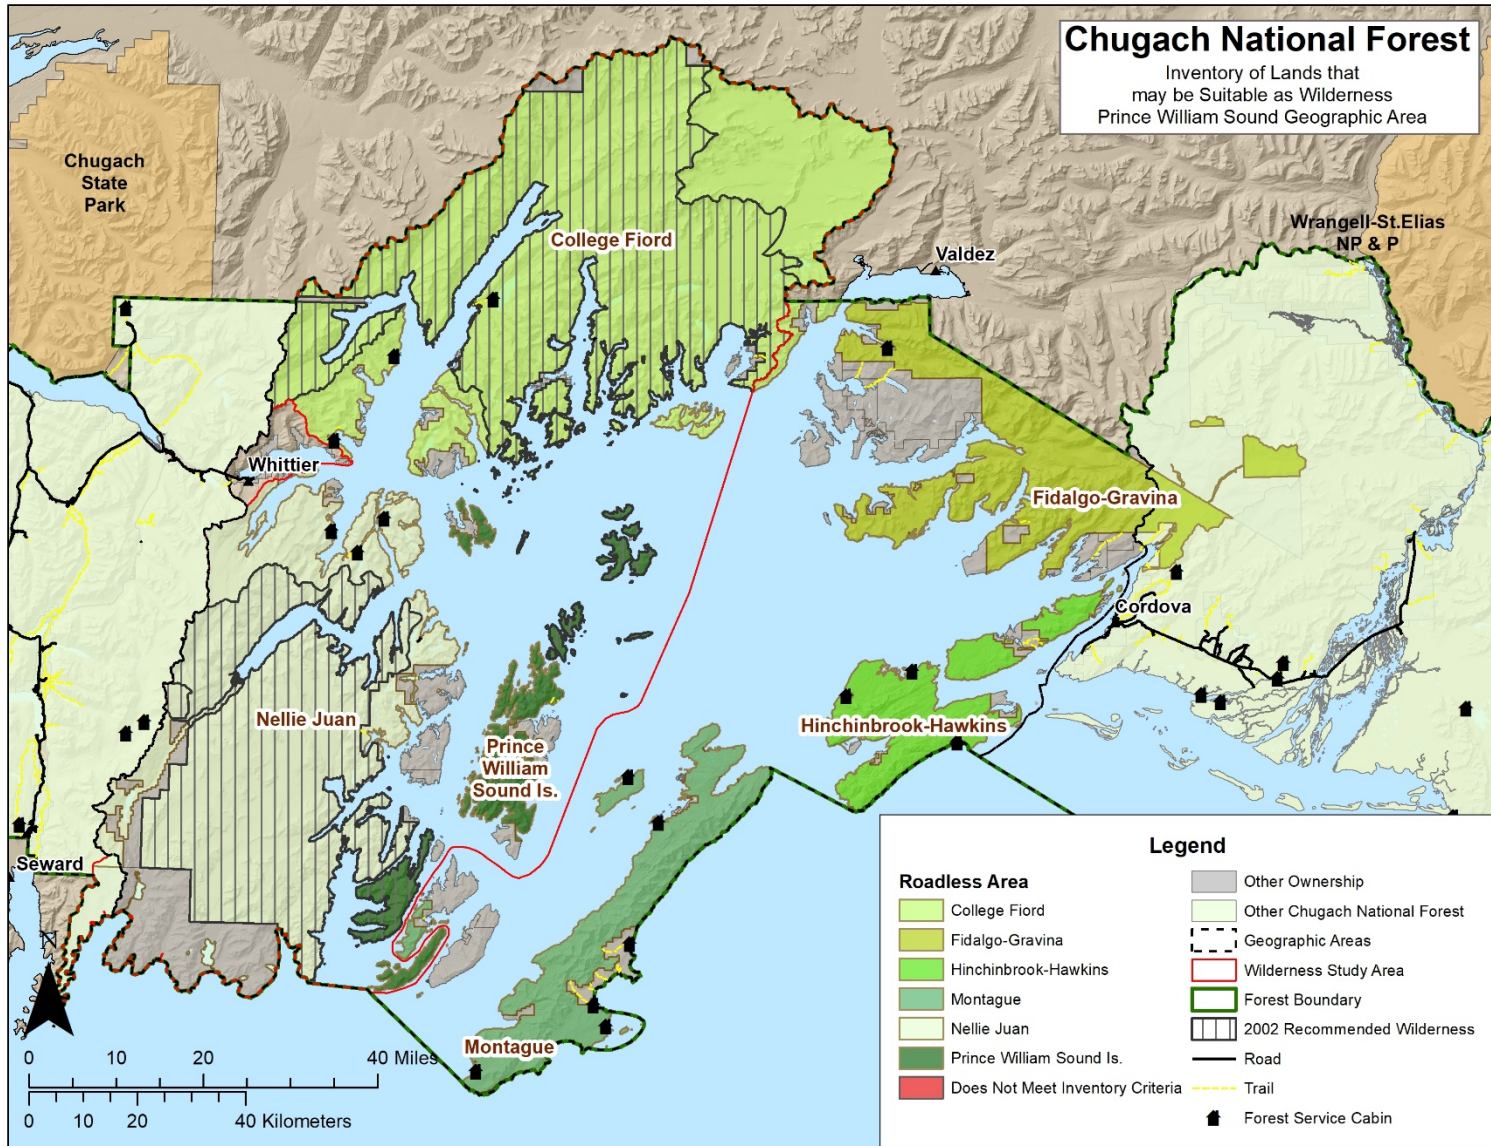 Chugach National Forest
Inventory of Lands that
may be Suitable as Wilderness
Prince William Sound Geographic Area
Chugach
State
Park
Wrangell-St.Elias
NP & P
College Fiord
Valdez
Whittier
Fidalgo-Gravina
Cordova
Nellie Juan
Prince
William
Sound Is.
Hinchinbrook-Hawkins
Seward
Montague
N
0 10 20 40 Miles
0 10 20 40 Kilometers
Legend
Roadless Area
College Fiord
Fidalgo-Gravina
Hinchinbrook-Hawkins
Montague
Nellie Juan
Prince William Sound Is.
Does Not Meet Inventory Criteria
Other Ownership
Other Chugach National Forest
Geographic Areas
Wilderness Study Area
Forest Boundary
2002 Recommended Wilderness
Road
Trail
Forest Service Cabin